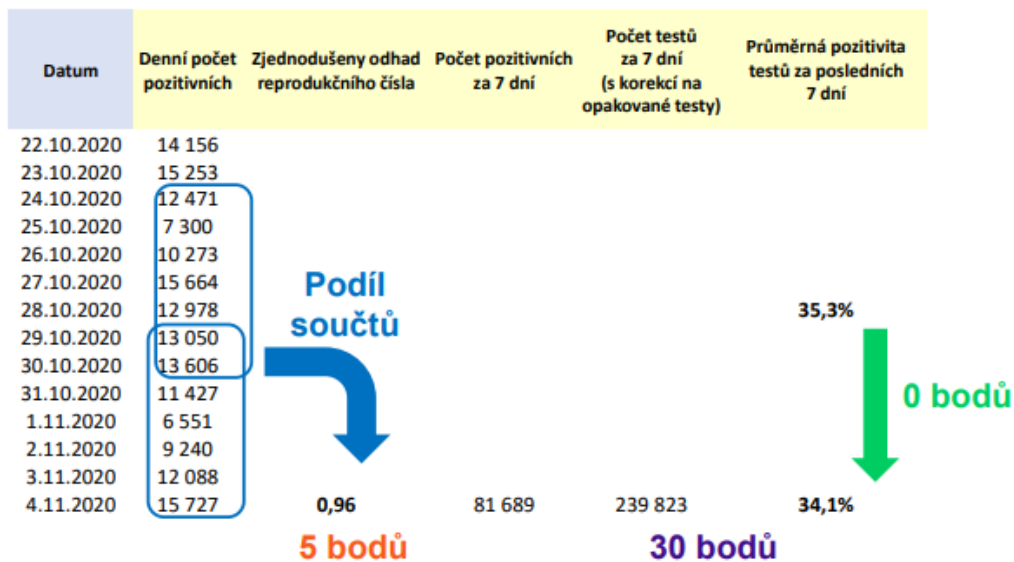 Datum
Denní počet
pozitivních
Zjednodušeny odhad
reprodukčního čísla
Počet pozitivních
za 7 dní
Počet testů
za 7 dní
(s korekcí na
opakované testy)
Průměrná pozitivita
testů za posledních
7 dní
22.10.2020 14 156
23.10.2020 15 253
24.10.2020 12 471
25.10.2020 7 300
26.10.2020 10 273
27.10.2020 15 664
28.10.2020 12 978 35,3%
29.10.2020 13 050
30.10.2020 13 606
31.10.2020 11 427
1.11.2020 6 551
2.11.2020 9 240
3.11.2020 12 088
4.11.2020 15 727 0,96 81 689 239 823 34,1%
Podíl
součtů
0 bodů
5 bodů 30 bodů